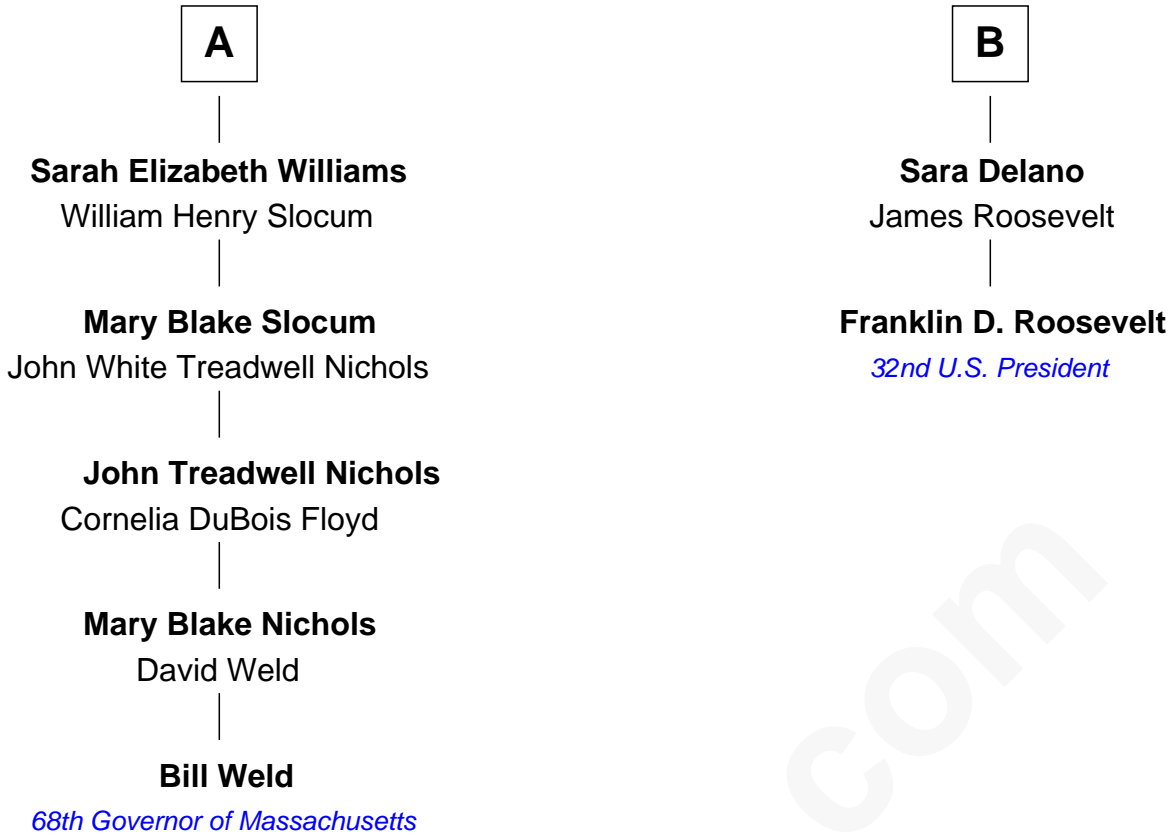 A
Sarah Elizabeth Williams
William Henry Slocum
Mary Blake Slocum
John White Treadwell Nichols
John Treadwell Nichols
Cornelia DuBois Floyd
Mary Blake Nichols
David Weld
Bill Weld
68th Governor of Massachusetts
B
Sara Delano
James Roosevelt
Franklin D. Roosevelt
32nd U.S. President
com